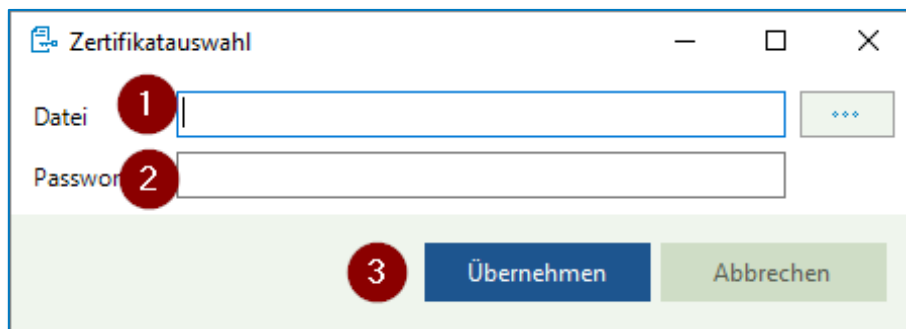 Zertifikatauswahl
Datei 1
Passwor 2
3 Übernehmen Abbrechen